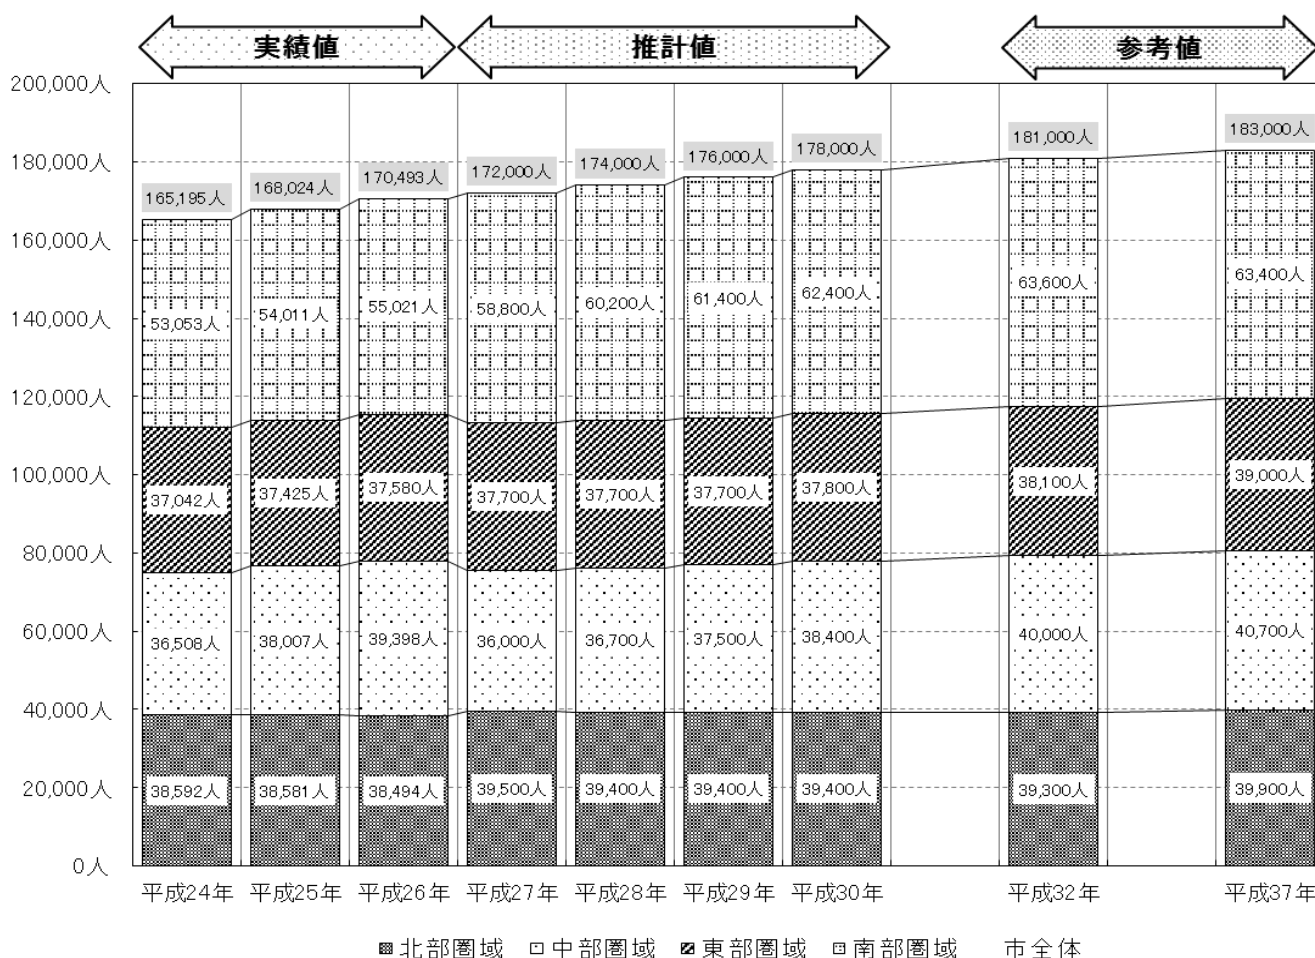 実績値 推計値 参考値
200,000人
180,000人
160,000人
140,000人
120,000人
100,000人
80,000人
60,000人
40,000人
20,000人
0人
165,195人 168,024人 170,493人 172,000人 174,000人 176,000人 178,000人 181,000人 183,000人
53,053人 54,011人 55,021人 58,800人 60,200人 61,400人 62,400人 63,600人 63,400人
37,042人 37,425人 37,580人 37,700人 37,700人 37,700人 37,800人 38,100人 39,000人
36,508人 38,007人 39,398人 36,000人 36,700人 37,500人 38,400人 40,000人 40,700人
38,592人 38,581人 38,494人 39,500人 39,400人 39,400人 39,400人 39,300人 39,900人
平成24年 平成25年 平成26年 平成27年 平成28年 平成29年 平成30年 平成32年 平成37年
北部圏域 中部圏域 東部圏域 南部圏域 市全体